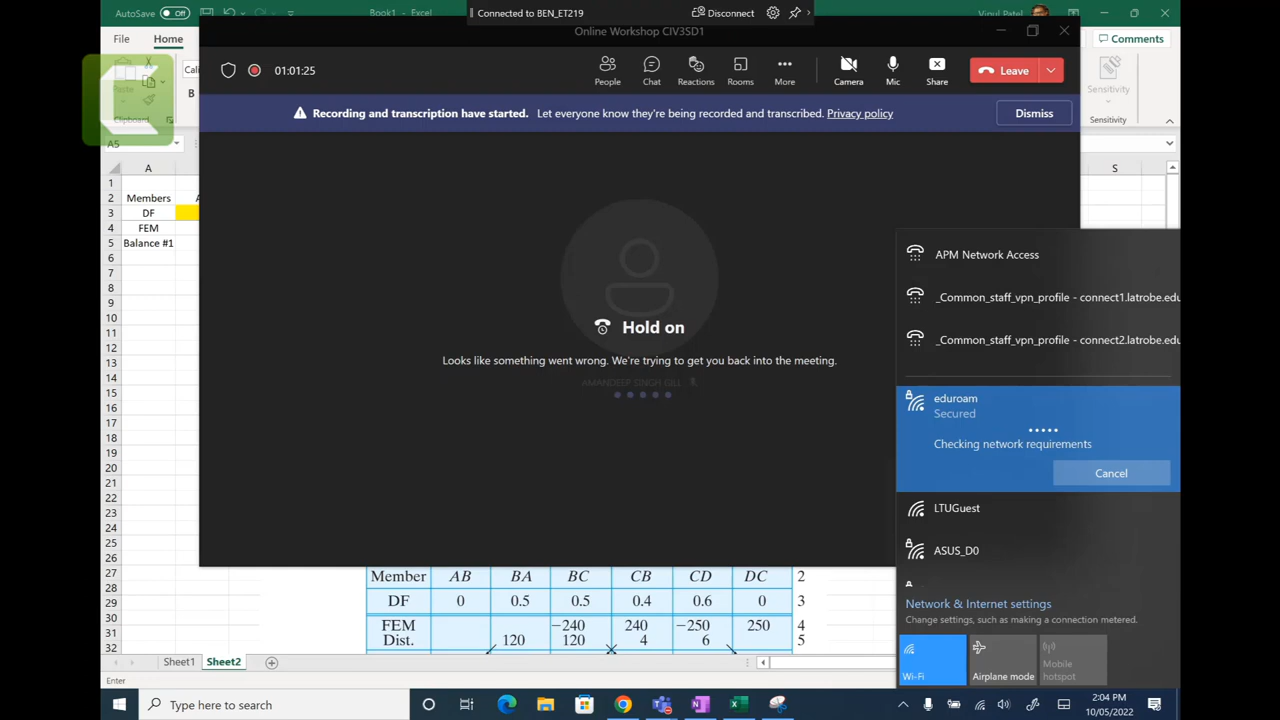 AutoSave Off
Book1 - Excel
Connected to BEN_ET219
Disconnect
Vipul Patel
File Home
Comments
Online Workshop CIV3SD1
01:01:25
People Chat Reactions Rooms More Camera Mic Share
Leave
Paste
Clipboard
Cali
B
Sensitivity
Sensitivity
Recording and transcription have started. Let everyone know they're being recorded and transcribed. Privacy policy
Dismiss
A5
A S
1
2 Members A
3 DF
4 FEM
5 Balance #1
6
7
8
9
10
11
12
13
14
15
16
17
18
19
20
21
22
23
24
25
26
27
28
29
30
31
32
Hold on
Looks like something went wrong. We're trying to get you back into the meeting.
AMANDEEP SINGH GILL
APM Network Access
_Common_staff_vpn_profile - connect1.latrobe.edu
_Common_staff_vpn_profile - connect2.latrobe.edu
eduroam
Secured
Checking network requirements
Cancel
LTUGuest
ASUS_D0
Network & Internet settings
Change settings, such as making a connection metered.
Wi-Fi
Airplane mode
Mobile
hotspot
Member AB BA BC CB CD DC 2
DF 0 0.5 0.5 0.4 0.6 0 3
FEM −240 240 −250 250 4
Dist. 120 120 4 6 5
Sheet1 Sheet2
Enter
Type here to search
2:04 PM
10/05/2022